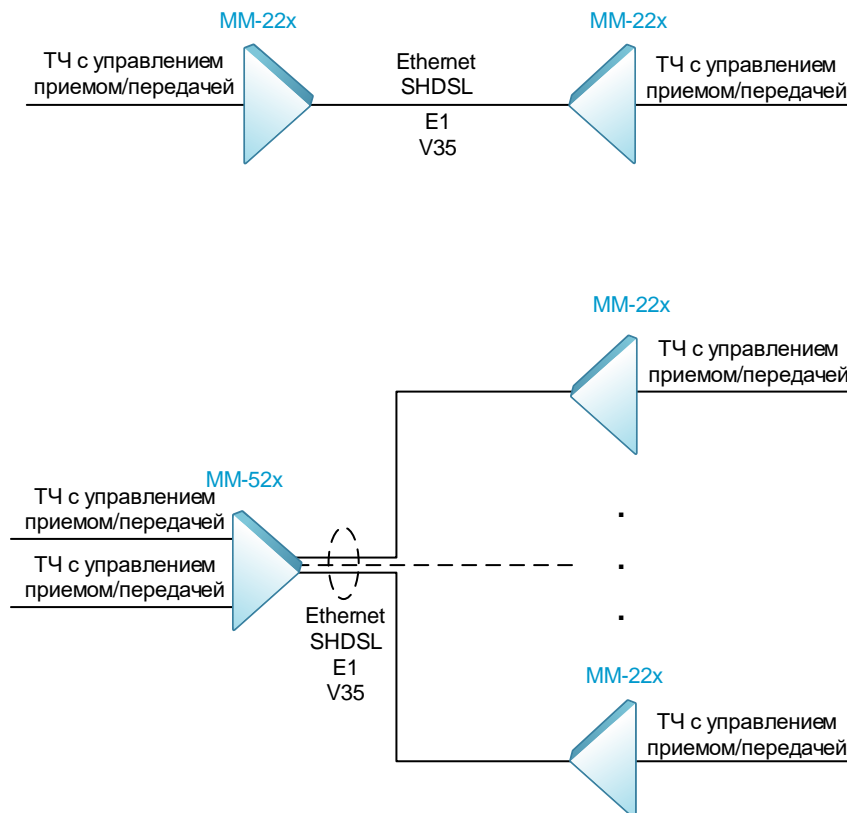 MM-22x
MM-22x
ТЧ с управлением
приемом/передачей
Ethernet
SHDSL
E1
V35
ТЧ с управлением
приемом/передачей
MM-22x
ТЧ с управлением
приемом/передачей
MM-52x
ТЧ с управлением
приемом/передачей
ТЧ с управлением
приемом/передачей
Ethernet
SHDSL
E1
V35
MM-22x
ТЧ с управлением
приемом/передачей